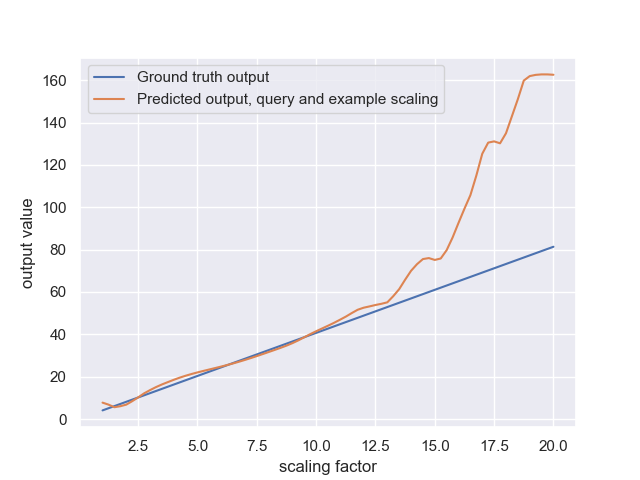 Ground truth output
Predicted output, query and example scaling
160
140
120
100
80
60
40
20
0
output value
2.5 5.0 7.5 10.0 12.5 15.0 17.5 20.0
scaling factor